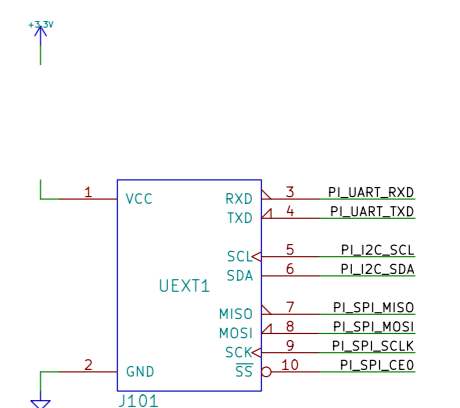 +3.3V
1 VCC RXD 3 PI_UART_RXD
TXD 4 PI_UART_TXD
SCL 5 PI_I2C_SCL
SDA 6 PI_I2C_SDA
UEXT1
MISO 7 PI_SPI_MISO
MOSI 8 PI_SPI_MOSI
SCK 9 PI_SPI_SCLK
2 GND SS 10 PI_SPI_CE0
J101